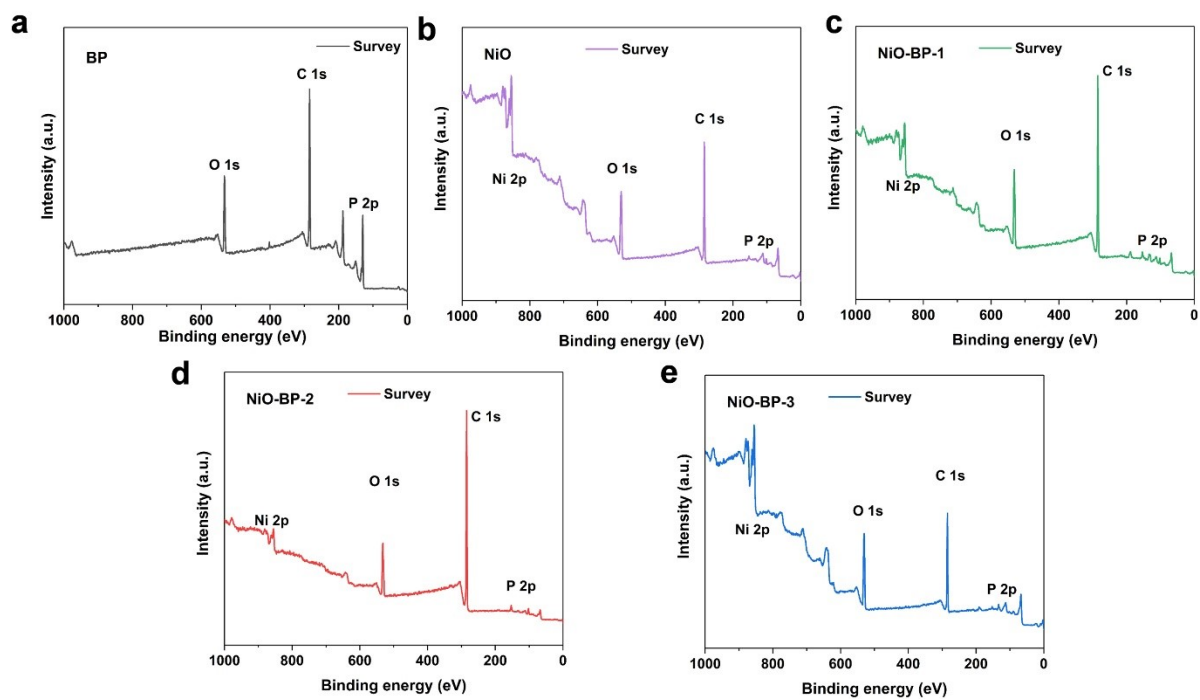 a
BP
Survey
C 1s
O 1s
P 2p
Intensity (a.u.)
1000 800 600 400 200 0
Binding energy (eV)
b
NiO
Survey
C 1s
O 1s
Ni 2p
P 2p
Intensity (a.u.)
1000 800 600 400 200 0
Binding energy (eV)
c
NiO-BP-1
Survey
C 1s
O 1s
Ni 2p
P 2p
Intensity (a.u.)
1000 800 600 400 200 0
Binding energy (eV)
d
NiO-BP-2
Survey
C 1s
O 1s
Ni 2p
P 2p
Intensity (a.u.)
1000 800 600 400 200 0
Binding energy (eV)
e
NiO-BP-3
Survey
C 1s
O 1s
Ni 2p
P 2p
Intensity (a.u.)
1000 800 600 400 200 0
Binding energy (eV)